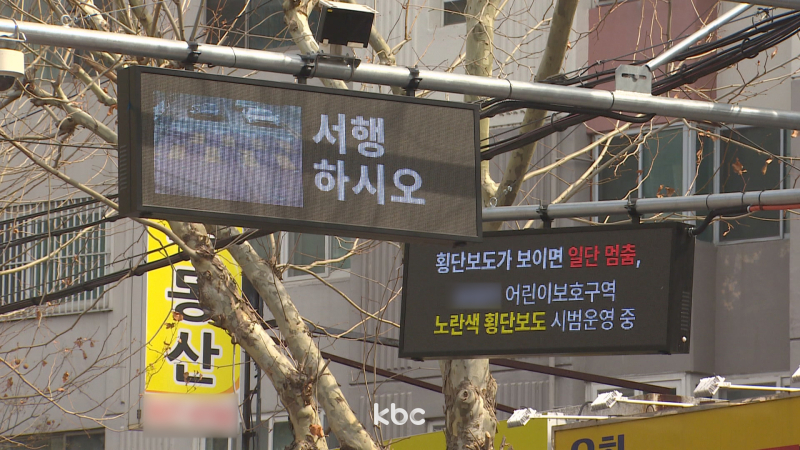 서행
하시오
횡단보도가 보이면 일단 멈춤,
어린이보호구역
노란색 횡단보도 시범운영 중
동산
kbc